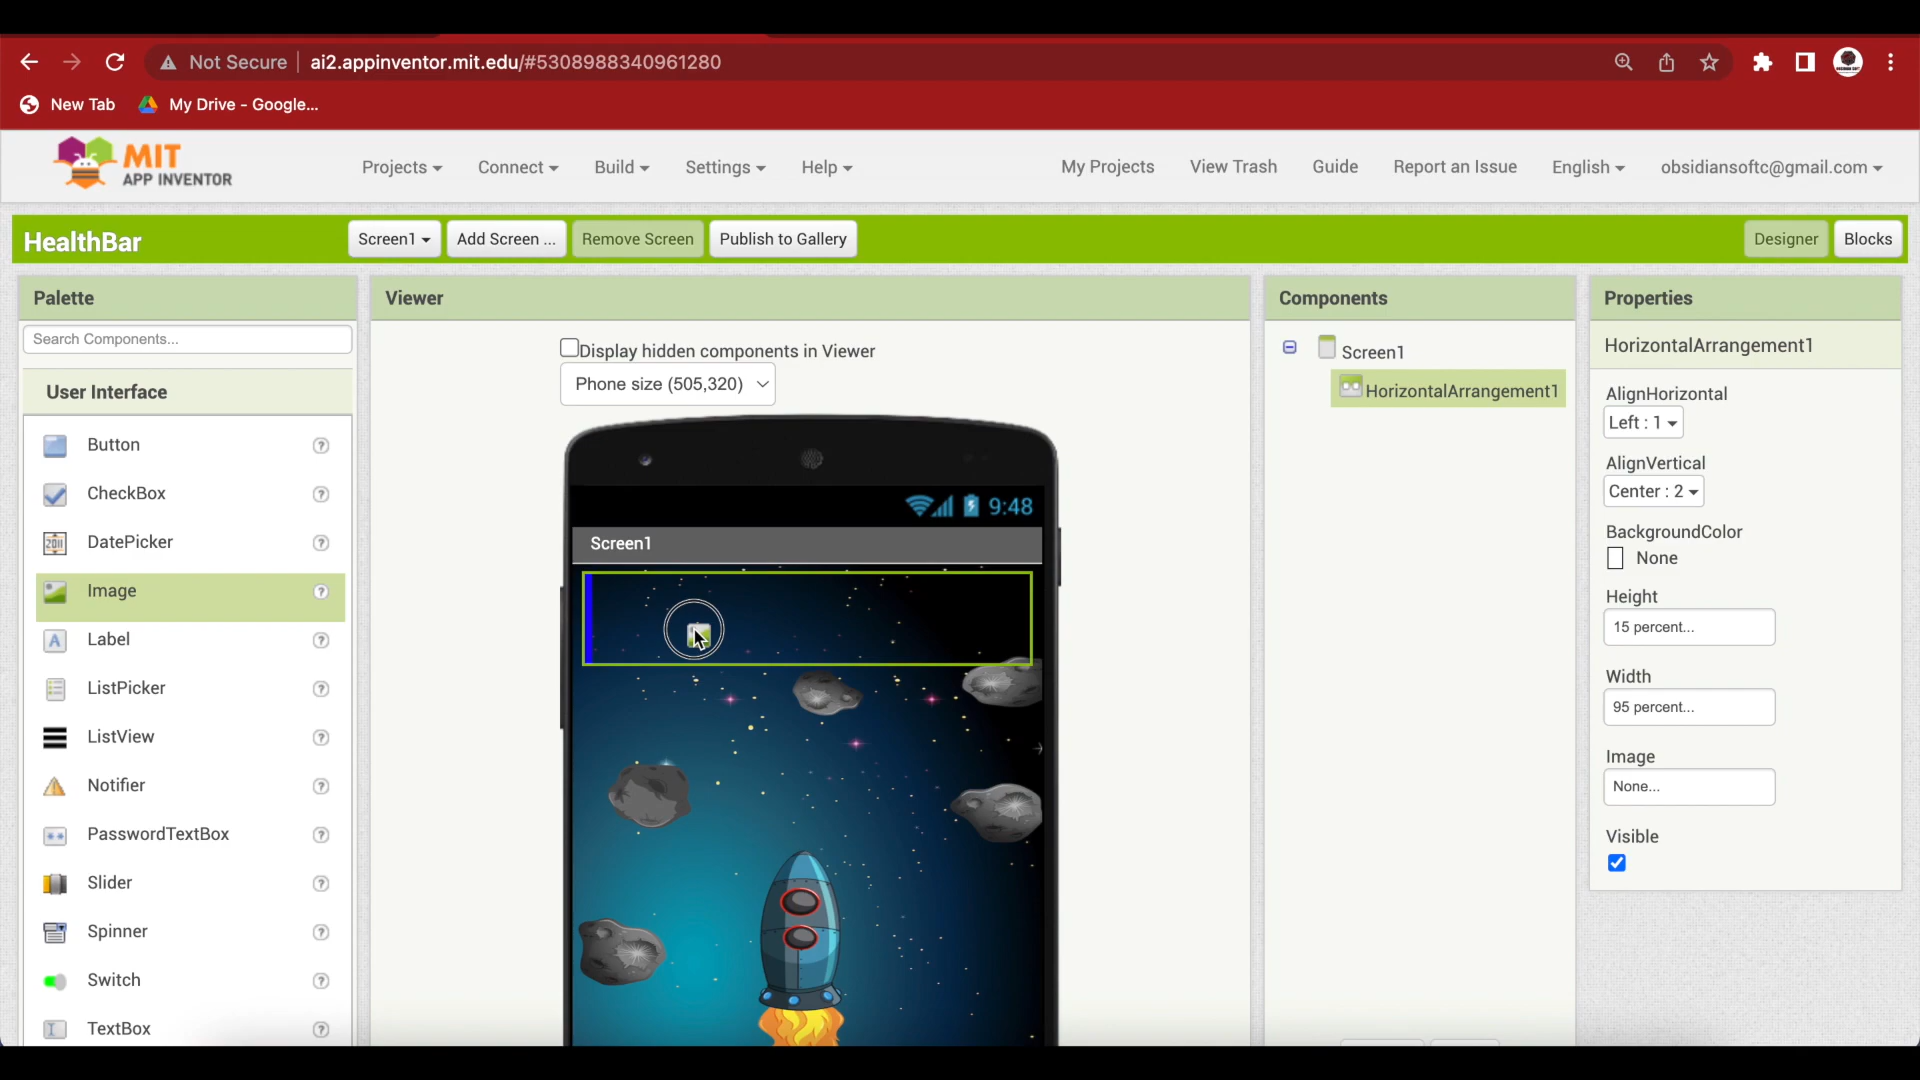 Not Secure
ai2.appinventor.mit.edu/#5308988340961280
New Tab
My Drive - Google...
MIT
APP INVENTOR
Projects
Connect
Build
Settings
Help
My Projects
View Trash
Guide
Report an Issue
English
obsidiansoftc@gmail.com
HealthBar
Screen1
Add Screen ...
Remove Screen
Publish to Gallery
Designer
Blocks
Palette
Search Components...
User Interface
Button
CheckBox
DatePicker
Image
Label
ListPicker
ListView
Notifier
PasswordTextBox
Slider
Spinner
Switch
TextBox
Viewer
Display hidden components in Viewer
Phone size (505,320)
9:48
Screen1
Components
Screen1
HorizontalArrangement1
Properties
HorizontalArrangement1
AlignHorizontal
Left : 1
AlignVertical
Center : 2
BackgroundColor
None
Height
15 percent...
Width
95 percent...
Image
None...
Visible